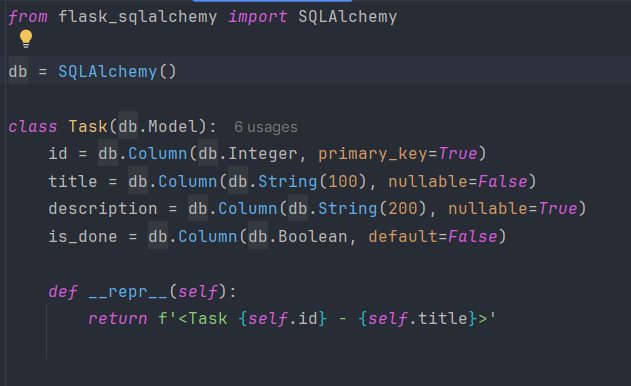 from flask_sqlalchemy import SQLAlchemy
db = SQLAlchemy()
class Task(db.Model): 6 usages
    id = db.Column(db.Integer, primary_key=True)
    title = db.Column(db.String(100), nullable=False)
    description = db.Column(db.String(200), nullable=True)
    is_done = db.Column(db.Boolean, default=False)
    def __repr__(self):
        return f'<Task {self.id} - {self.title}>'